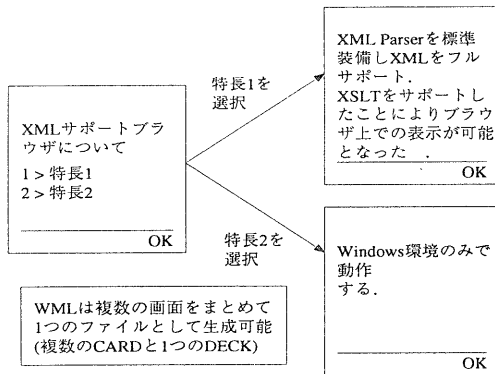 XMLサポートブラ
ウザについて
1 > 特長1
2 > 特長2
OK
特長1を
選択
XML Parserを標準
装備しXMLをフル
サポート.
XSLTをサポートし
たことによりブラウ
ザ上での表示が可能
となった .
OK
特長2を
選択
Windows環境のみで
動作
する.
OK
WMLは複数の画面をまとめて
1つのファイルとして生成可能
(複数のCARDと1つのDECK)